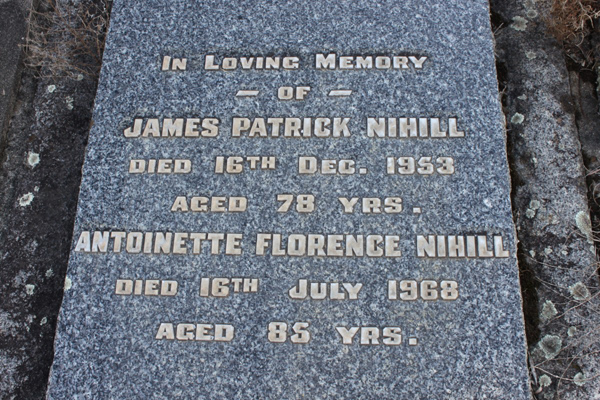 In Loving Memory
— OF —
JAMES PATRICK NIHILL
DIED 16TH DEC. 1953
AGED 78 YRS.
ANTOINETTE FLORENCE NIHILL
DIED 16TH JULY 1968
AGED 85 YRS.